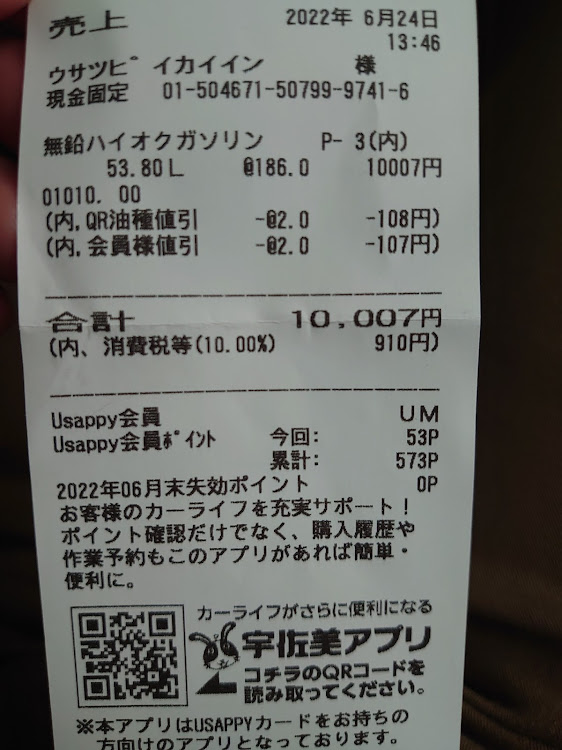 売上 2022年 6月24日
13:46
ウサツピﾟ イカイイン 様
現金固定 01-504671-50799-9741-6
無鉛ハイオクガソリン P- 3(内)
53.80L @186.0 10007円
01010. 00
(内,QR油種値引 -@2.0 -108円)
(内,会員様値引 -@2.0 -107円)
合計 10,007円
(内、消費税等(10.00%) 910円)
Usappy会員 UM
Usappy会員ﾎﾟｲﾝﾄ 今回: 53P
累計: 573P
2022年06月末失効ポイント 0P
お客様のカーライフを充実サポート!
ポイント確認だけでなく、購入履歴や
作業予約もこのアプリがあれば簡単・
便利に。
カーライフがさらに便利になる
宇佐美アプリ
コチラのQRコードを
読み取ってください。
※本アプリはUSAPPYカードをお持ちの
方向けのアプリとなっております。